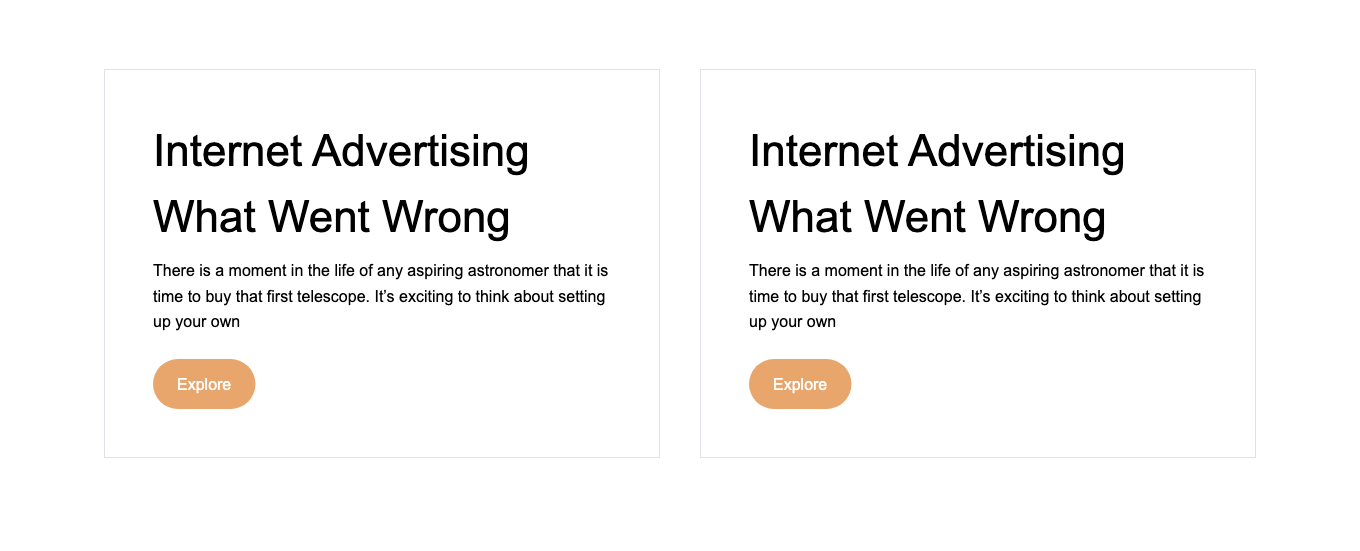 Internet Advertising
What Went Wrong
There is a moment in the life of any aspiring astronomer that it is
time to buy that first telescope. It’s exciting to think about setting
up your own
Explore
Internet Advertising
What Went Wrong
There is a moment in the life of any aspiring astronomer that it is
time to buy that first telescope. It’s exciting to think about setting
up your own
Explore